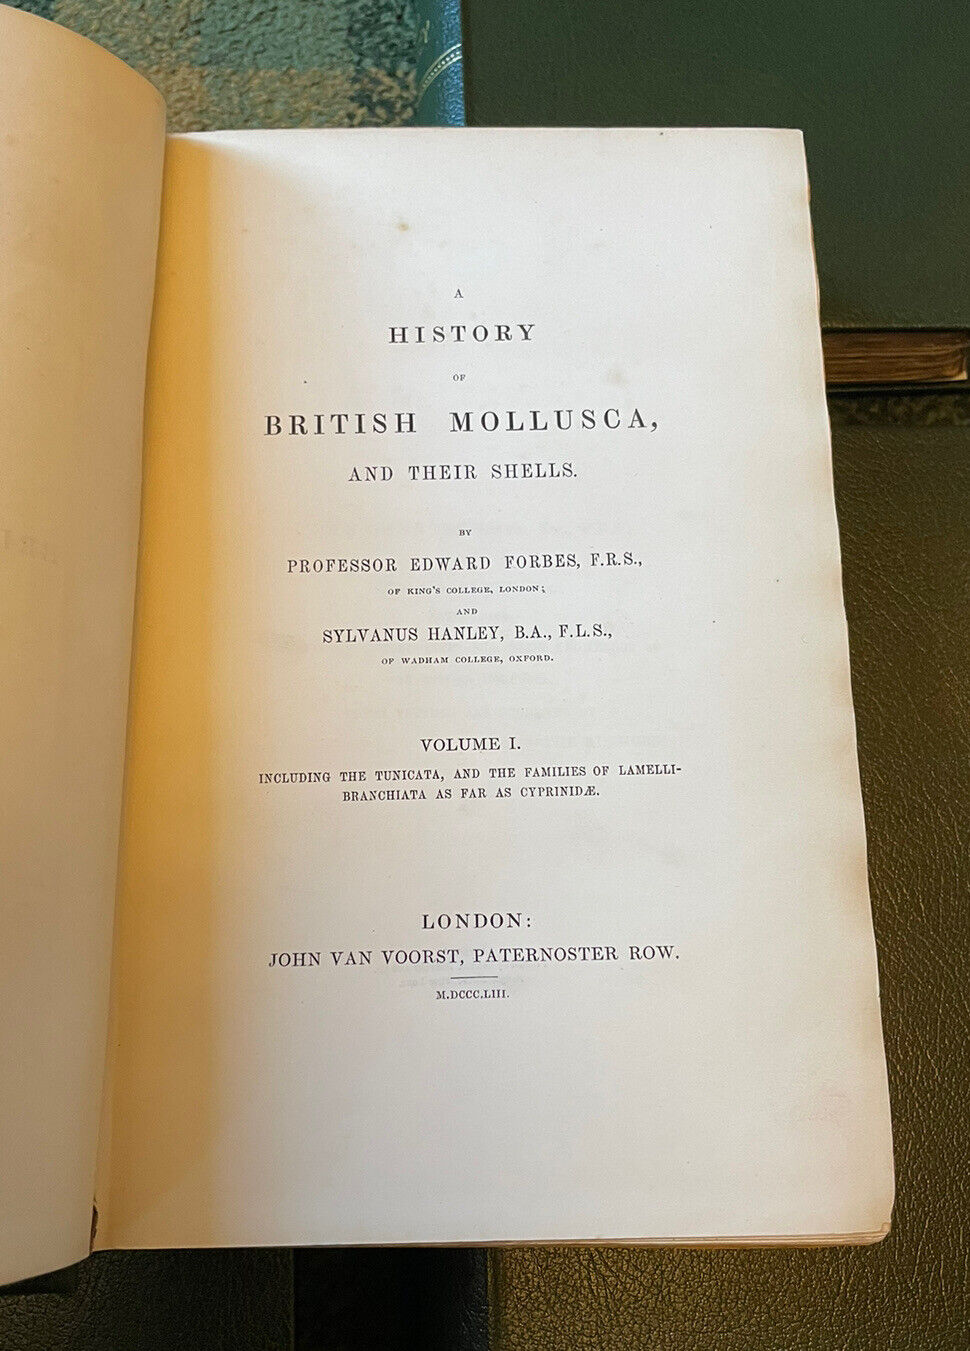 A
HISTORY
OF
BRITISH MOLLUSCA,
AND THEIR SHELLS.
BY
PROFESSOR EDWARD FORBES, F.R.S.,
OF KING'S COLLEGE, LONDON;
AND
SYLVANUS HANLEY, B.A., F.L.S.,
OF WADHAM COLLEGE, OXFORD.
VOLUME I.
INCLUDING THE TUNICATA, AND THE FAMILIES OF LAMELLI-
BRANCHIATA AS FAR AS CYPRINIDÆ.
LONDON:
JOHN VAN VOORST, PATERNOSTER ROW.
M.DCCC.LIII.